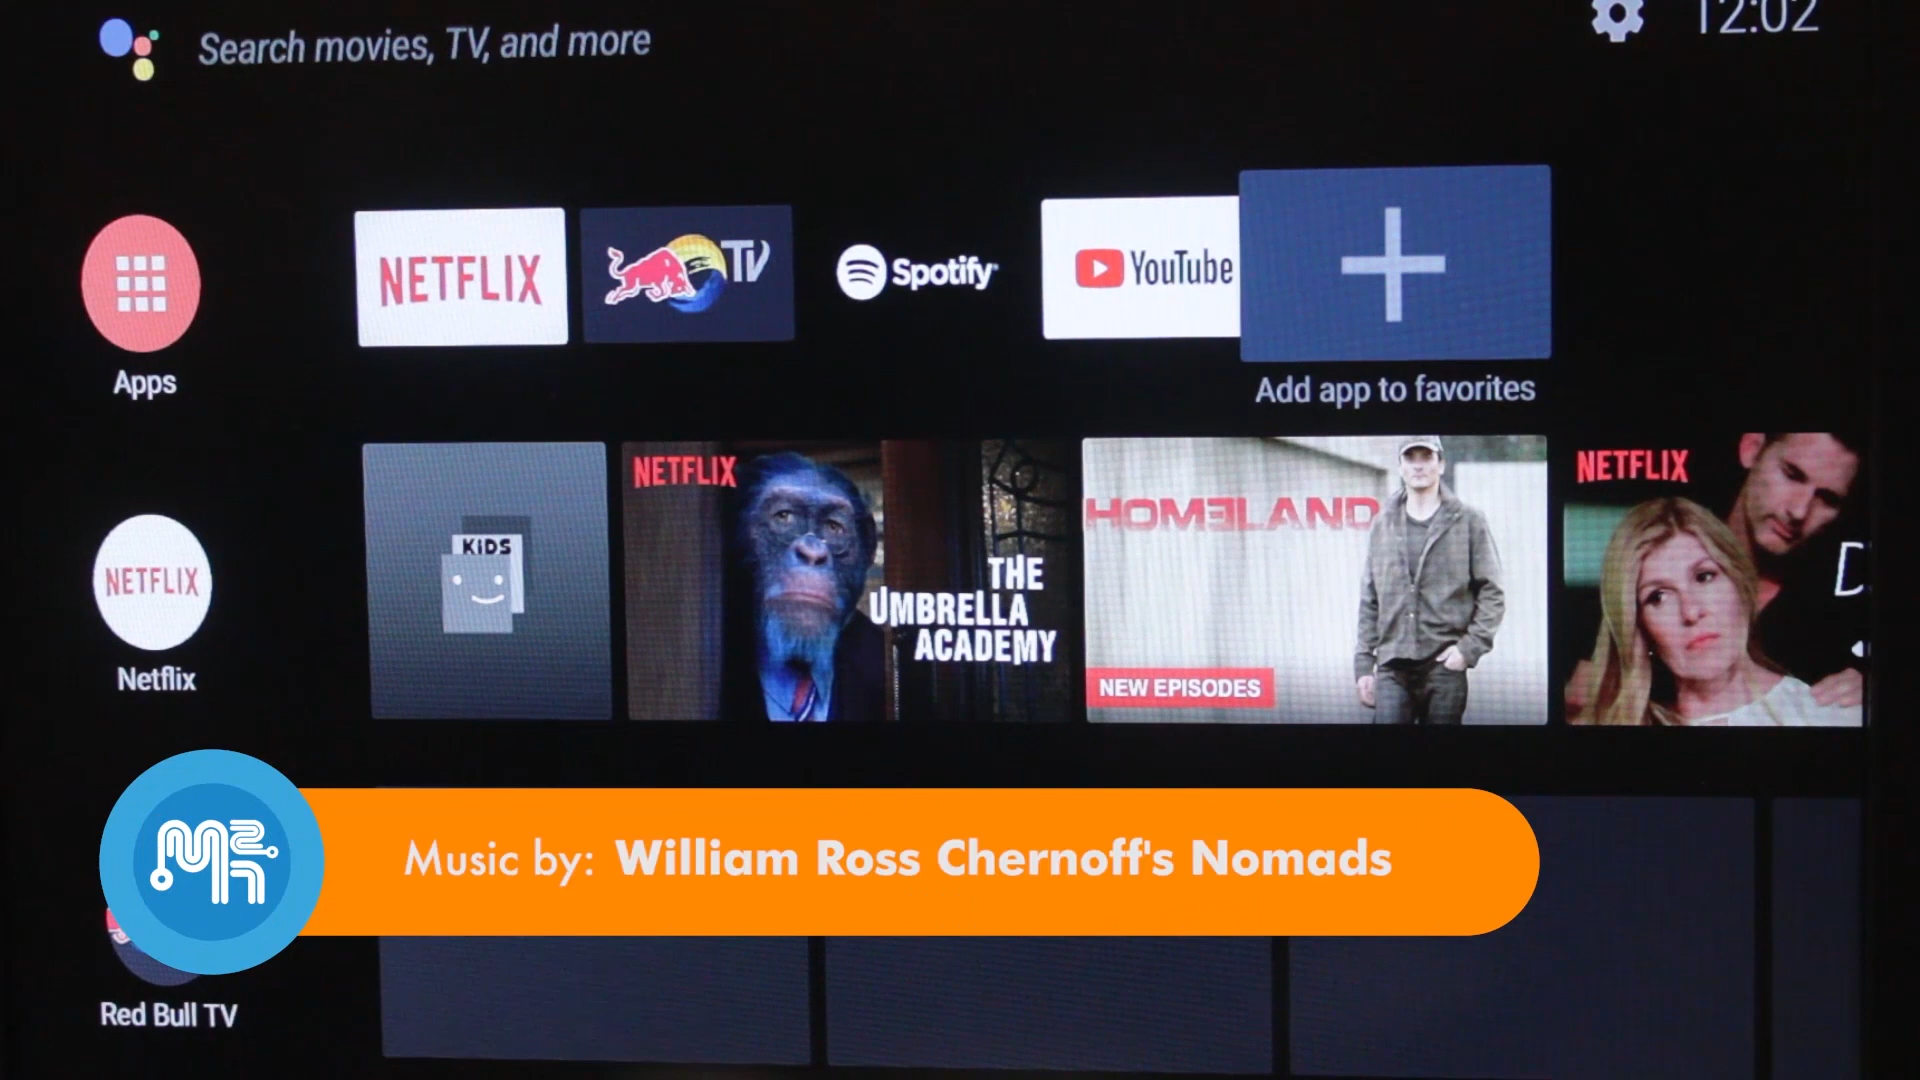 Search movies, TV, and more
12:02
Apps
NETFLIX
TV
Spotify
YouTube
Add app to favorites
NETFLIX
Netflix
KiDS
NETFLIX
THE
UMBRELLA
ACADEMY
HOMELAND
NEW EPISODES
NETFLIX
D
Music by: William Ross Chernoff's Nomads
Red Bull TV